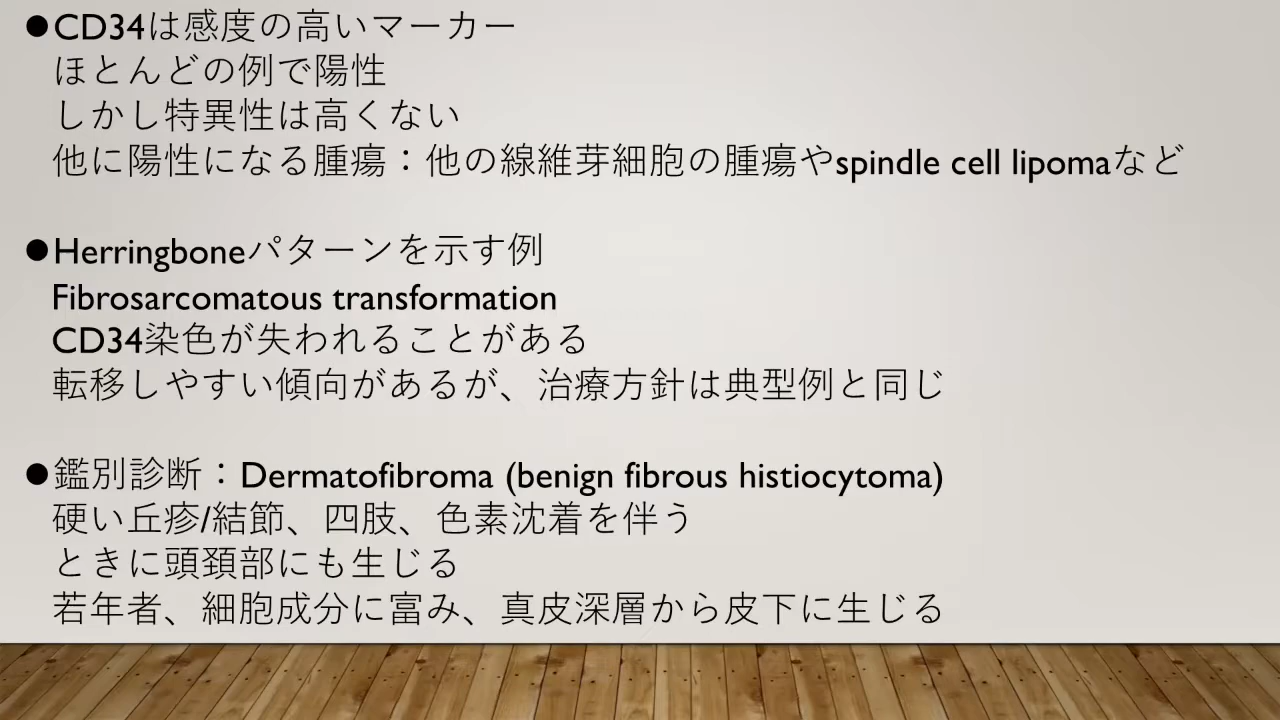 ●CD34は感度の高いマーカー
ほとんどの例で陽性
しかし特異性は高くない
他に陽性になる腫瘍：他の線維芽細胞の腫瘍やspindle cell lipomaなど
●Herringboneパターンを示す例
Fibrosarcomatous transformation
CD34染色が失われることがある
転移しやすい傾向があるが、治療方針は典型例と同じ
●鑑別診断：Dermatofibroma (benign fibrous histiocytoma)
硬い丘疹/結節、四肢、色素沈着を伴う
ときに頭頚部にも生じる
若年者、細胞成分に富み、真皮深層から皮下に生じる